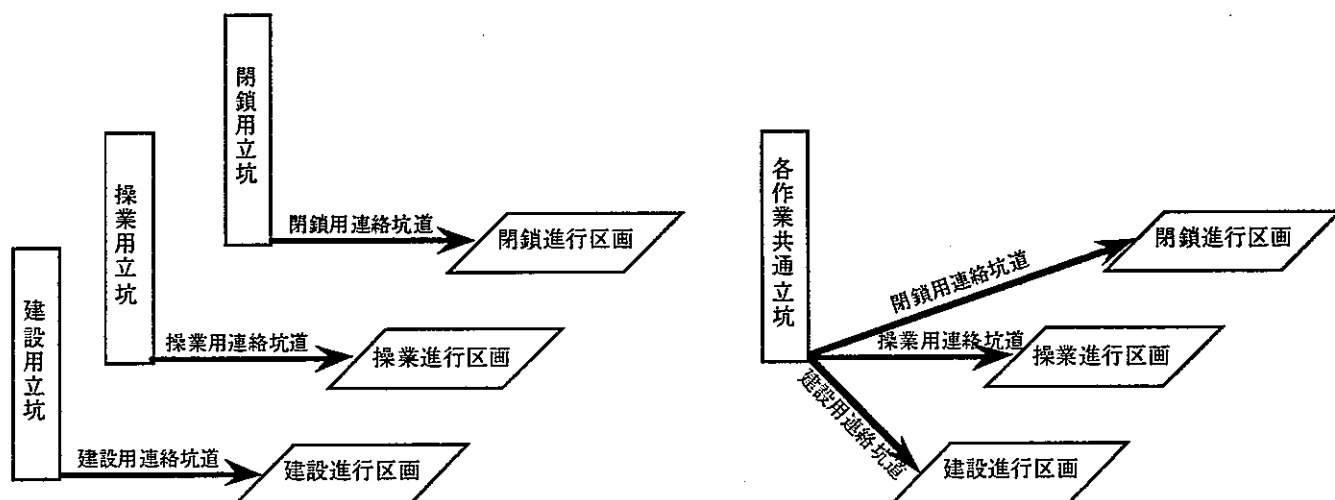 閉鎖用立坑
閉鎖用連絡坑道
閉鎖進行区画
操業用立坑
操業用連絡坑道
操業進行区画
建設用立坑
建設用連絡坑道
建設進行区画
各作業共通立坑
閉鎖用連絡坑道
閉鎖進行区画
操業用連絡坑道
操業進行区画
建設用連絡坑道
建設進行区画